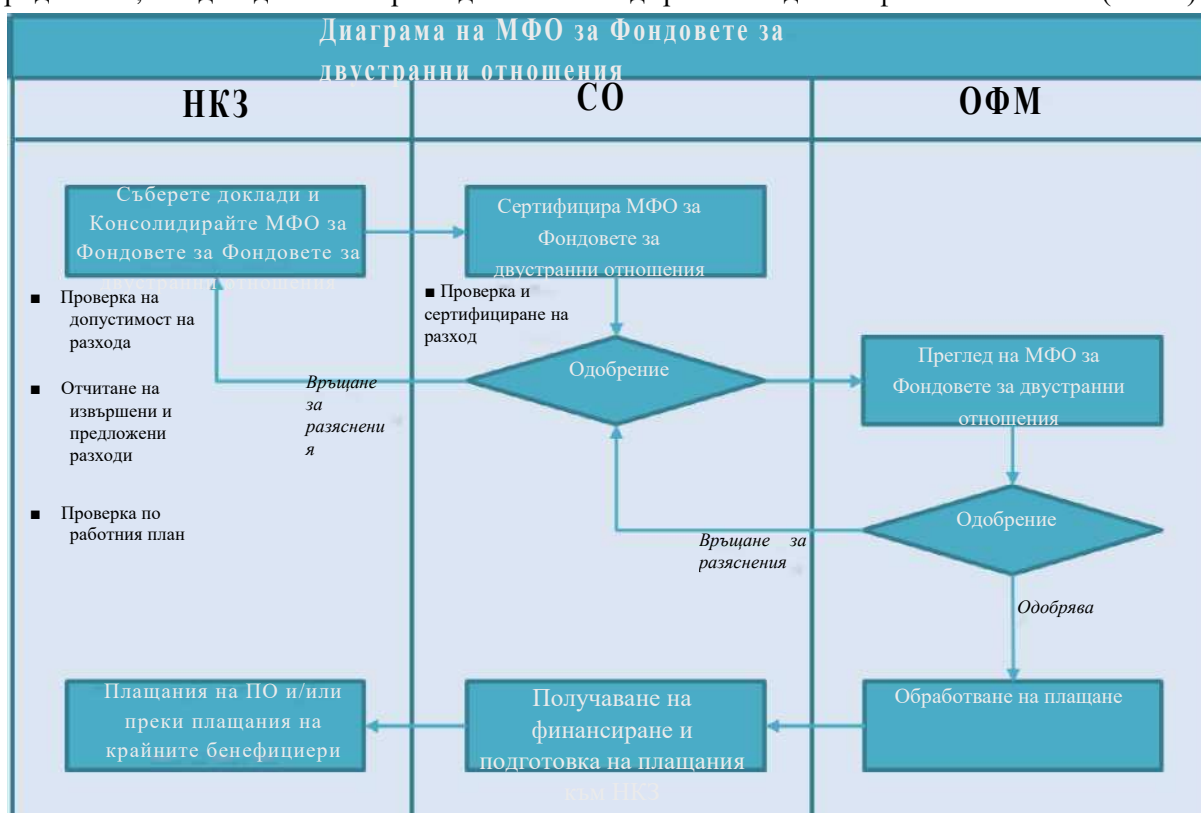 Диаграма на МФО за Фондовете за
двустранни отношения
НКЗ
СО
ОФМ
Съберете доклади и
Консолидирайте МФО за
Фондовете за Фондовете за
двустранни отношения
Сертифицира МФО за
Фондовете за
двустранни отношения
■ Проверка на
допустимост на
разхода
■ Проверка и
сертифициране на
разход
Одобрение
Преглед на МФО за
Фондовете за двустранни
отношения
■ Отчитане на
извършени и
предложени
разходи
Връщане
за
разяснени
я
■ Проверка по
работния план
Връщане за
разяснения
Одобрение
Одобрява
Плащания на ПО и/или
преки плащания на
крайните бенефициери
Получаване на
финансиране и
подготовка на плащания
към НКЗ
Обработване на плащане